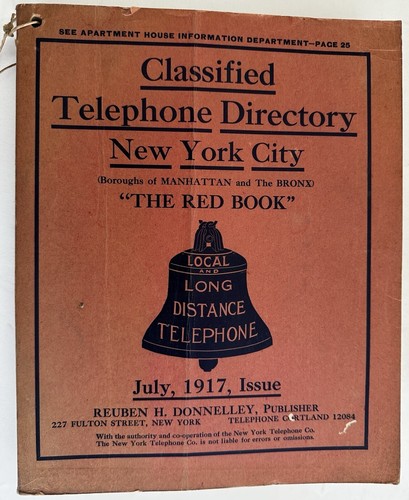 SEE APARTMENT HOUSE INFORMATION DEPARTMENT—PAGE 25
Classified
Telephone Directory
New York City
(Boroughs of MANHATTAN and The BRONX)
"THE RED BOOK"
LOCAL
AND
LONG
DISTANCE
TELEPHONE
July, 1917, Issue
REUBEN H. DONNELLEY, PUBLISHER
227 FULTON STREET, NEW YORK TELEPHONE CORTLAND 12084
With the authority and co-operation of the New York Telephone Co.
The New York Telephone Co. is not liable for errors or omissions.